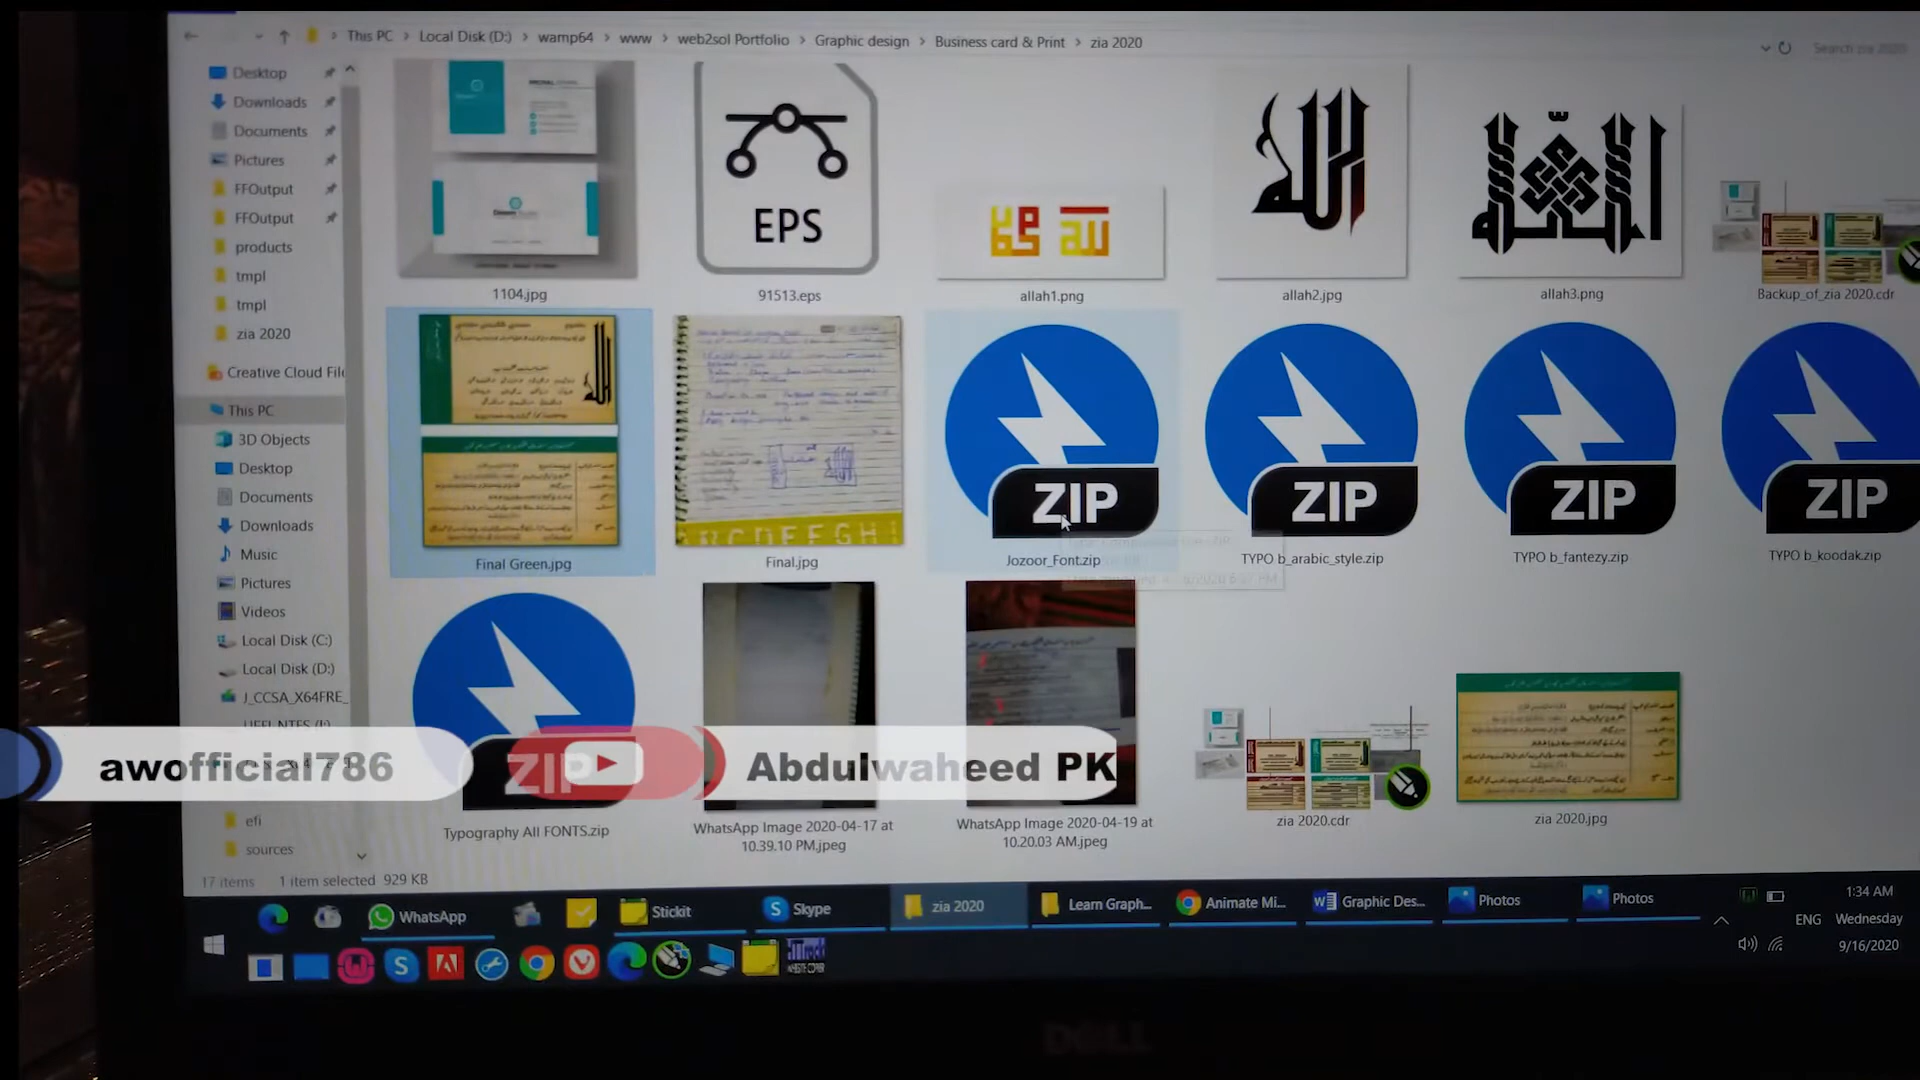 This PC > Local Disk (D:) > wamp64 > www > web2sol Portfolio > Graphic design > Business card & Print > zia 2020
Search zia 2020
Desktop
Downloads
Documents
Pictures
FFOutput
FFOutput
products
tmpl
tmpl
zia 2020
Creative Cloud File
This PC
3D Objects
Desktop
Documents
Downloads
Music
Pictures
Videos
Local Disk (C:)
Local Disk (D:)
J_CCSA_X64FRE_
efi
sources
EPS
الله
1104.jpg
91513.eps
allah1.png
allah2.jpg
allah3.png
Backup_of_zia 2020.cdr
ZIP
ZIP
ZIP
ZIP
Final Green.jpg
Final.jpg
Jozoor_Font.zip
TYPO b_arabic_style.zip
TYPO b_fantezy.zip
TYPO b_koodak.zip
ZIP
Typography All FONTS.zip
WhatsApp Image 2020-04-17 at
10.39.10 PM.jpeg
WhatsApp Image 2020-04-19 at
10.20.03 AM.jpeg
zia 2020.cdr
zia 2020.jpg
awofficial786
Abdulwaheed PK
17 items 1 item selected 929 KB
WhatsApp
Stickit
Skype
zia 2020
Learn Graph...
Animate Mi...
Graphic Des...
Photos
Photos
ENG
1:34 AM
Wednesday
9/16/2020
DELL